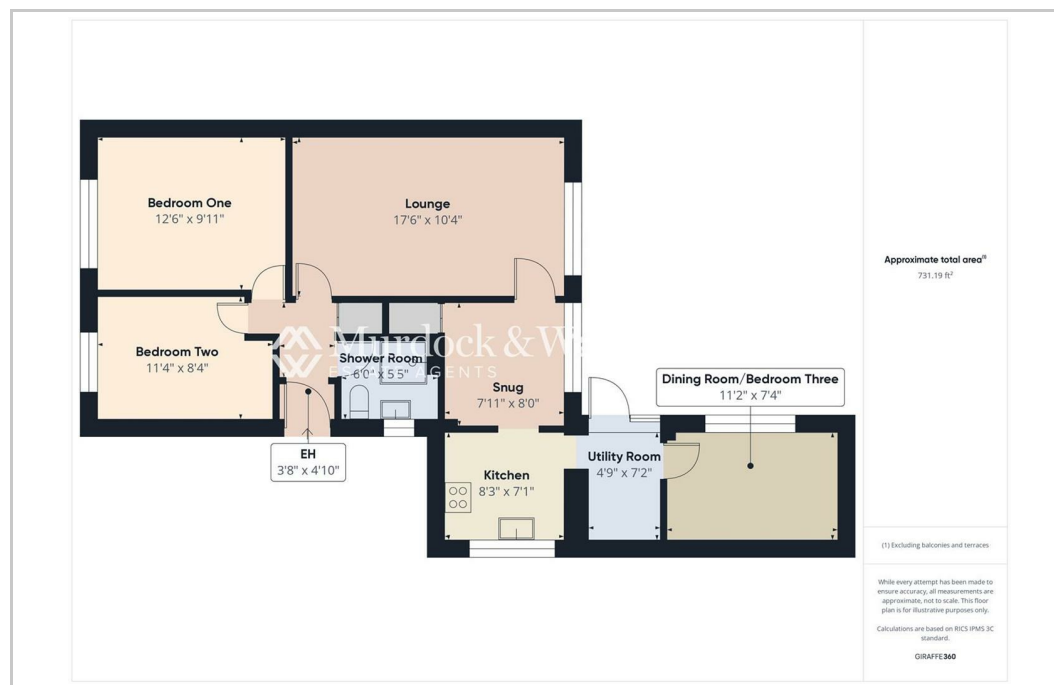 Bedroom One
12'6" x 9'11"
Lounge
17'6" x 10'4"
Bedroom Two
11'4" x 8'4"
Murdock & W
ESTATE AGENTS
Shower Room
6'0" x 5'5"
Snug
7'11" x 8'0"
EH
3'8" x 4'10"
Kitchen
8'3" x 7'1"
Utility Room
4'9" x 7'2"
Dining Room/Bedroom Three
11'2" x 7'4"
Approximate total area(1)
731.19 ft²
(1) Excluding balconies and terraces
While every attempt has been made to
ensure accuracy, all measurements are
approximate, not to scale. This floor
plan is for illustrative purposes only.
Calculations are based on RICS IPMS 3C
standard.
GIRAFFE360